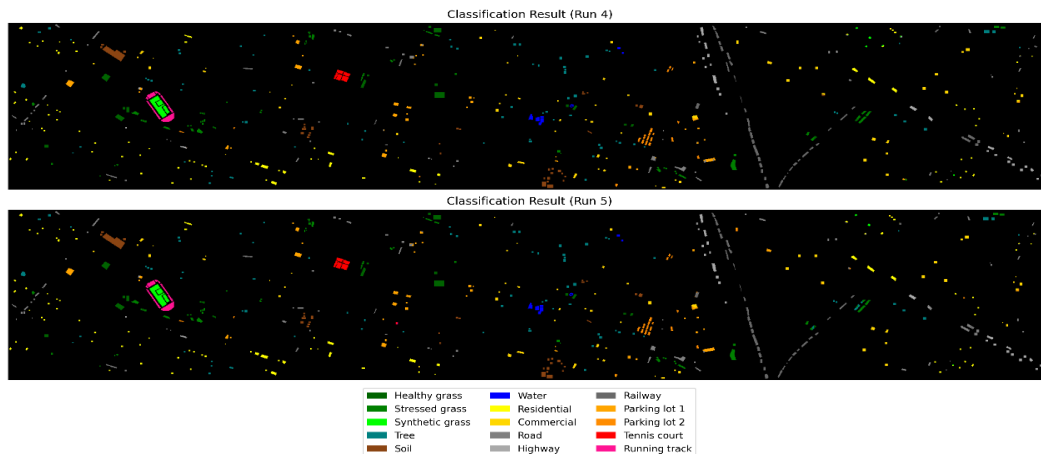 Classification Result (Run 4)
Classification Result (Run 5)
Healthy grass
Stressed grass
Synthetic grass
Tree
Soil
Water
Residential
Commercial
Road
Highway
Railway
Parking lot 1
Parking lot 2
Tennis court
Running track